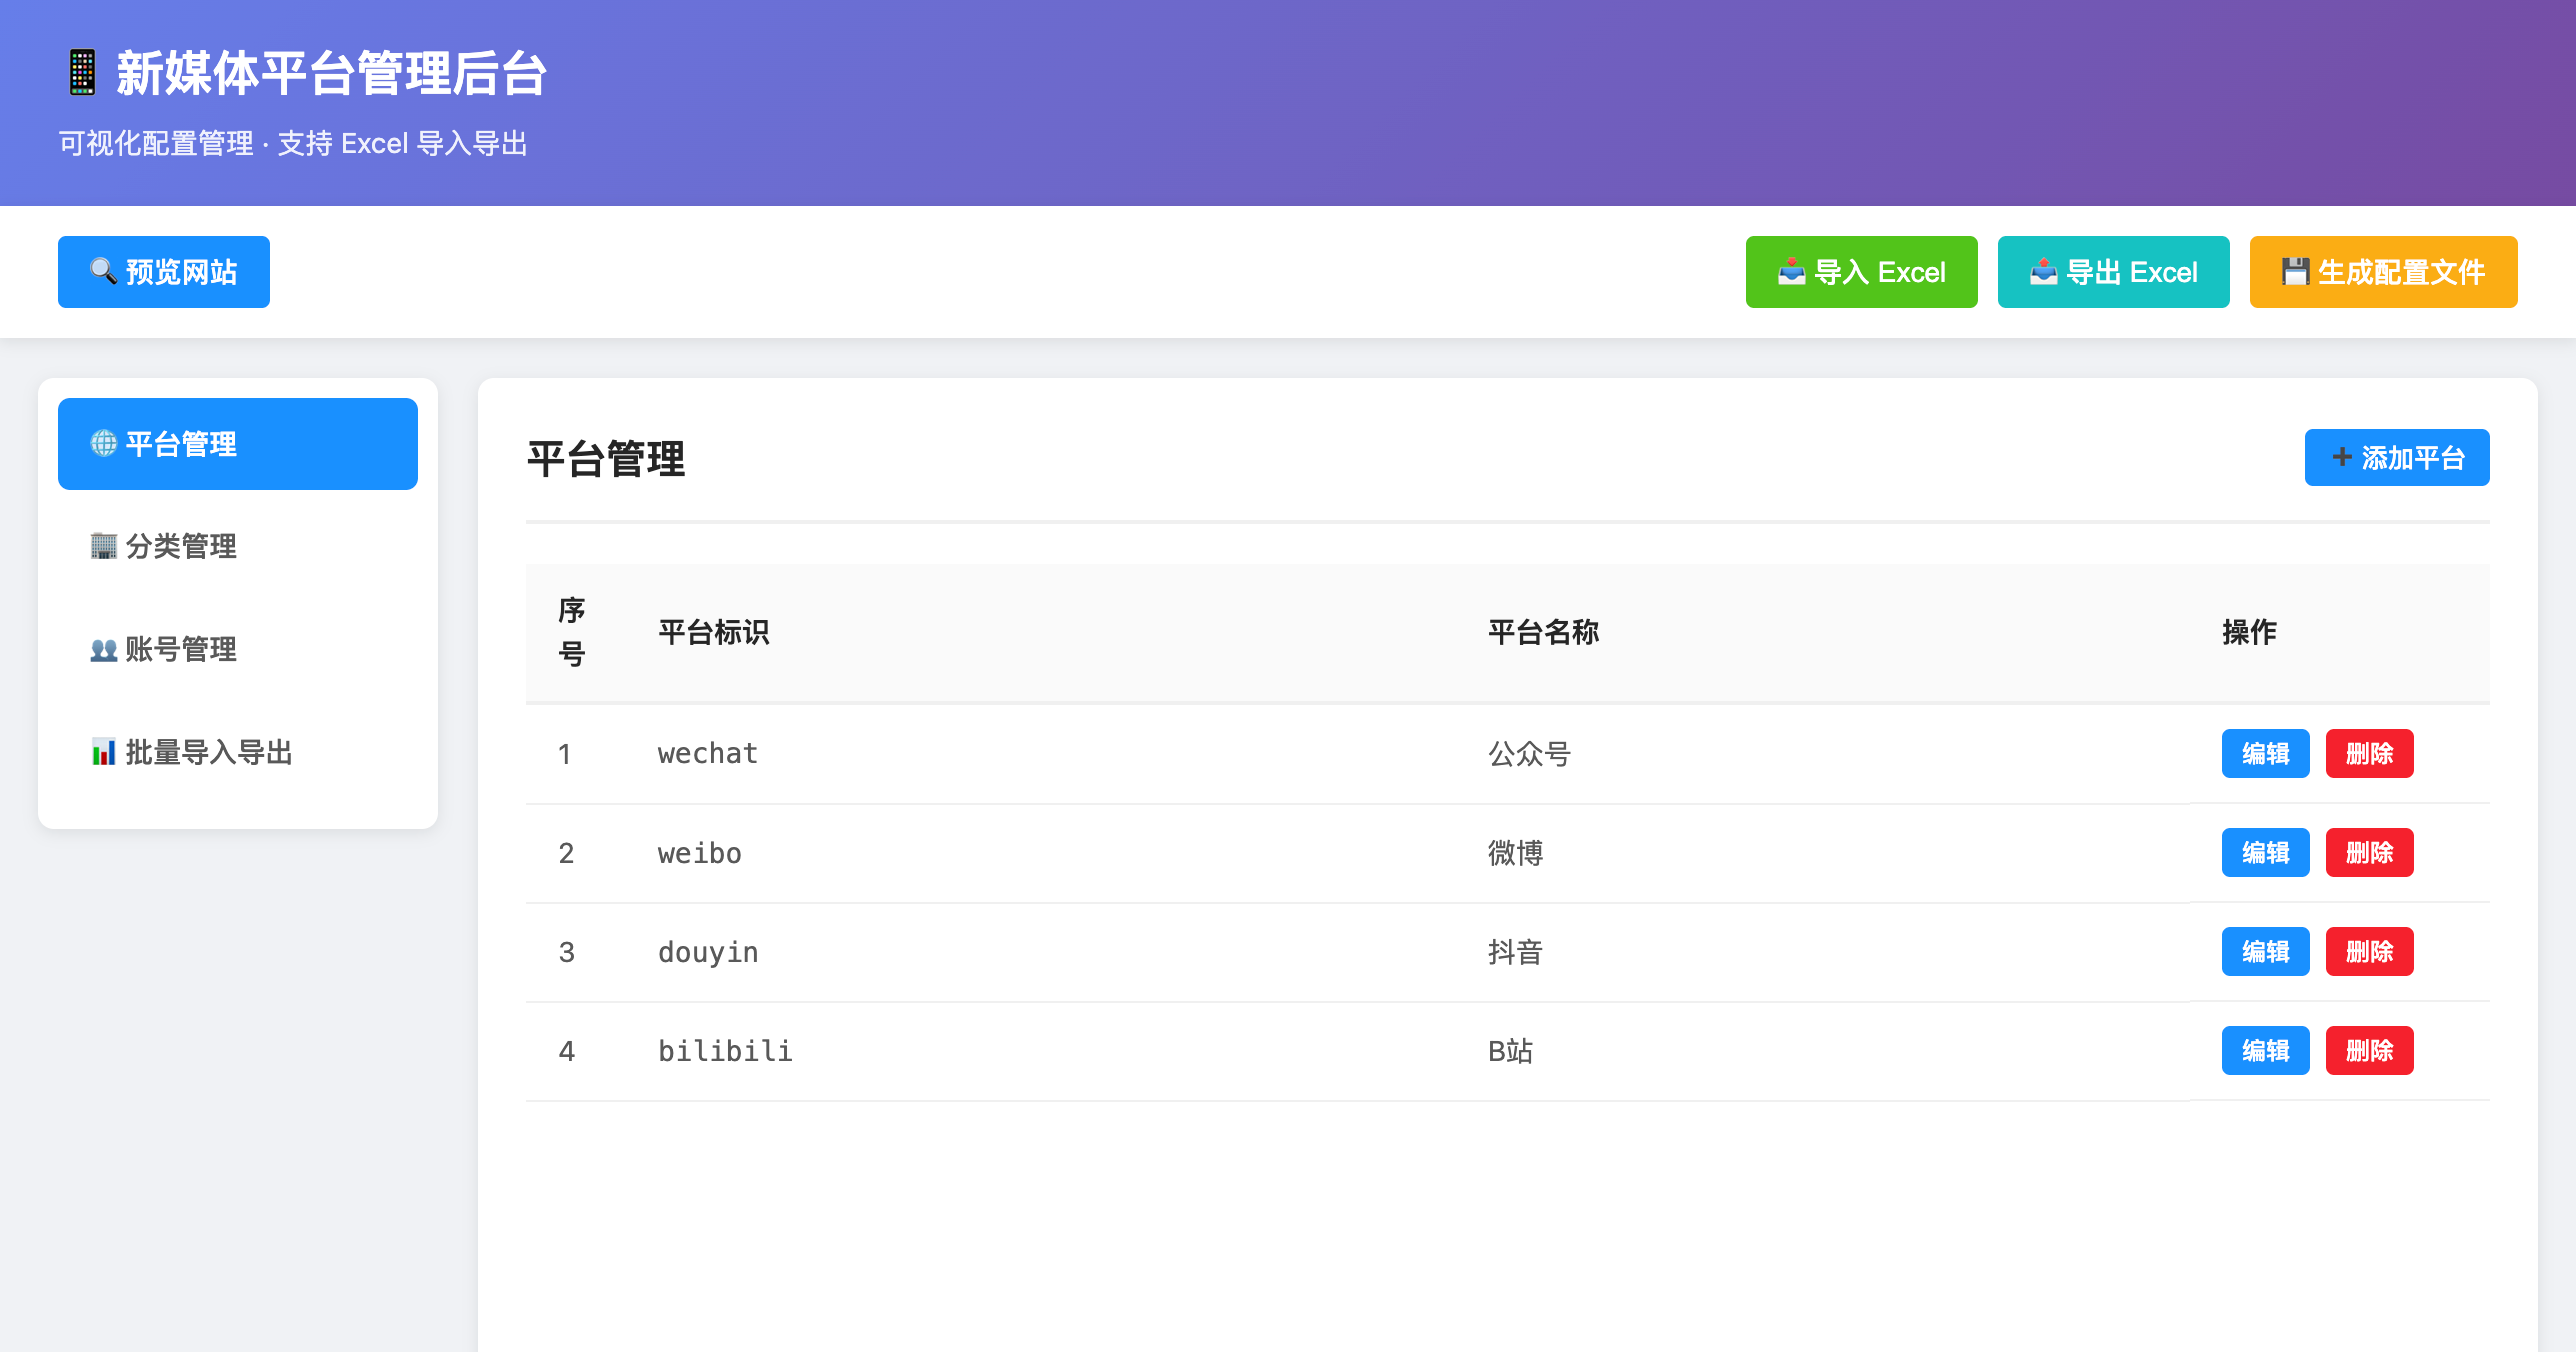 新媒体平台管理后台
可视化配置管理 · 支持 Excel 导入导出
预览网站
导入 Excel
导出 Excel
生成配置文件
平台管理
分类管理
账号管理
批量导入导出
平台管理
添加平台
序号 平台标识 平台名称 操作
1 wechat 公众号 编辑 删除
2 weibo 微博 编辑 删除
3 douyin 抖音 编辑 删除
4 bilibili B站 编辑 删除